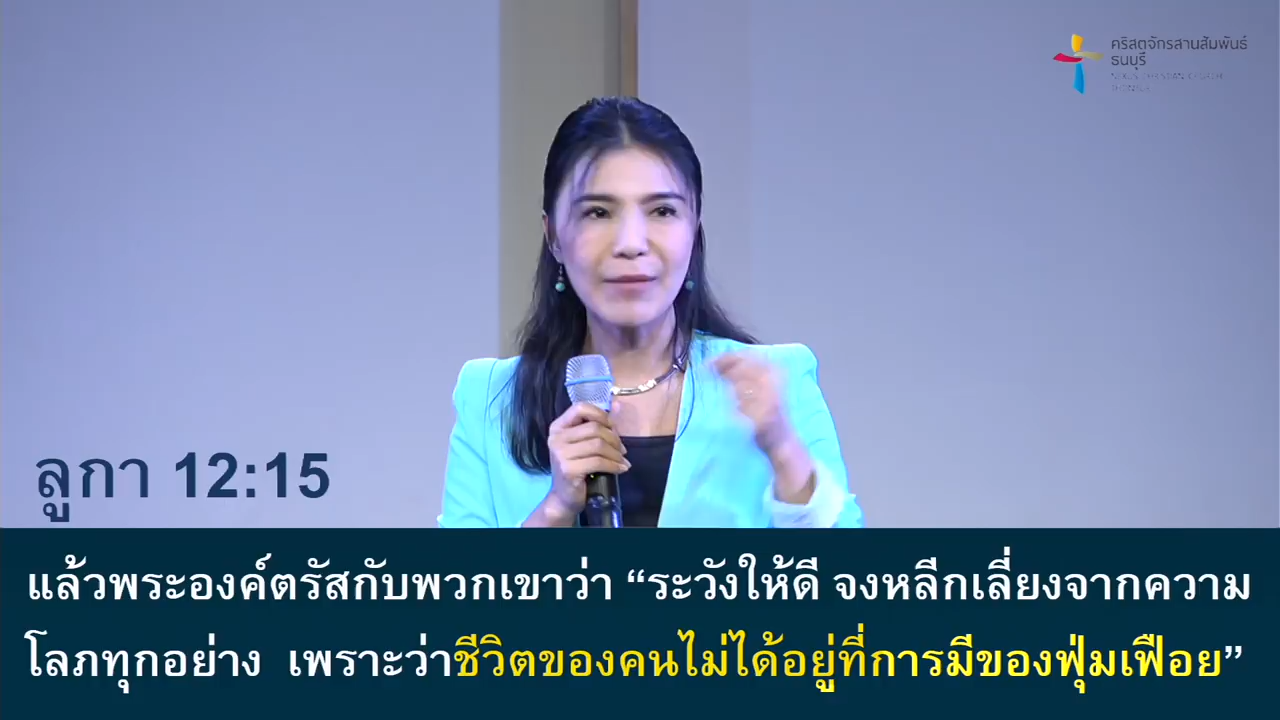 คริสตจักรสานสัมพันธ์
ธนบุรี
ลูกา 12:15
แล้วพระองค์ตรัสกับพวกเขาว่า “ระวังให้ดี จงหลีกเลี่ยงจากความ
โลภทุกอย่าง เพราะว่าชีวิตของคนไม่ได้อยู่ที่การมีของฟุ่มเฟือย”